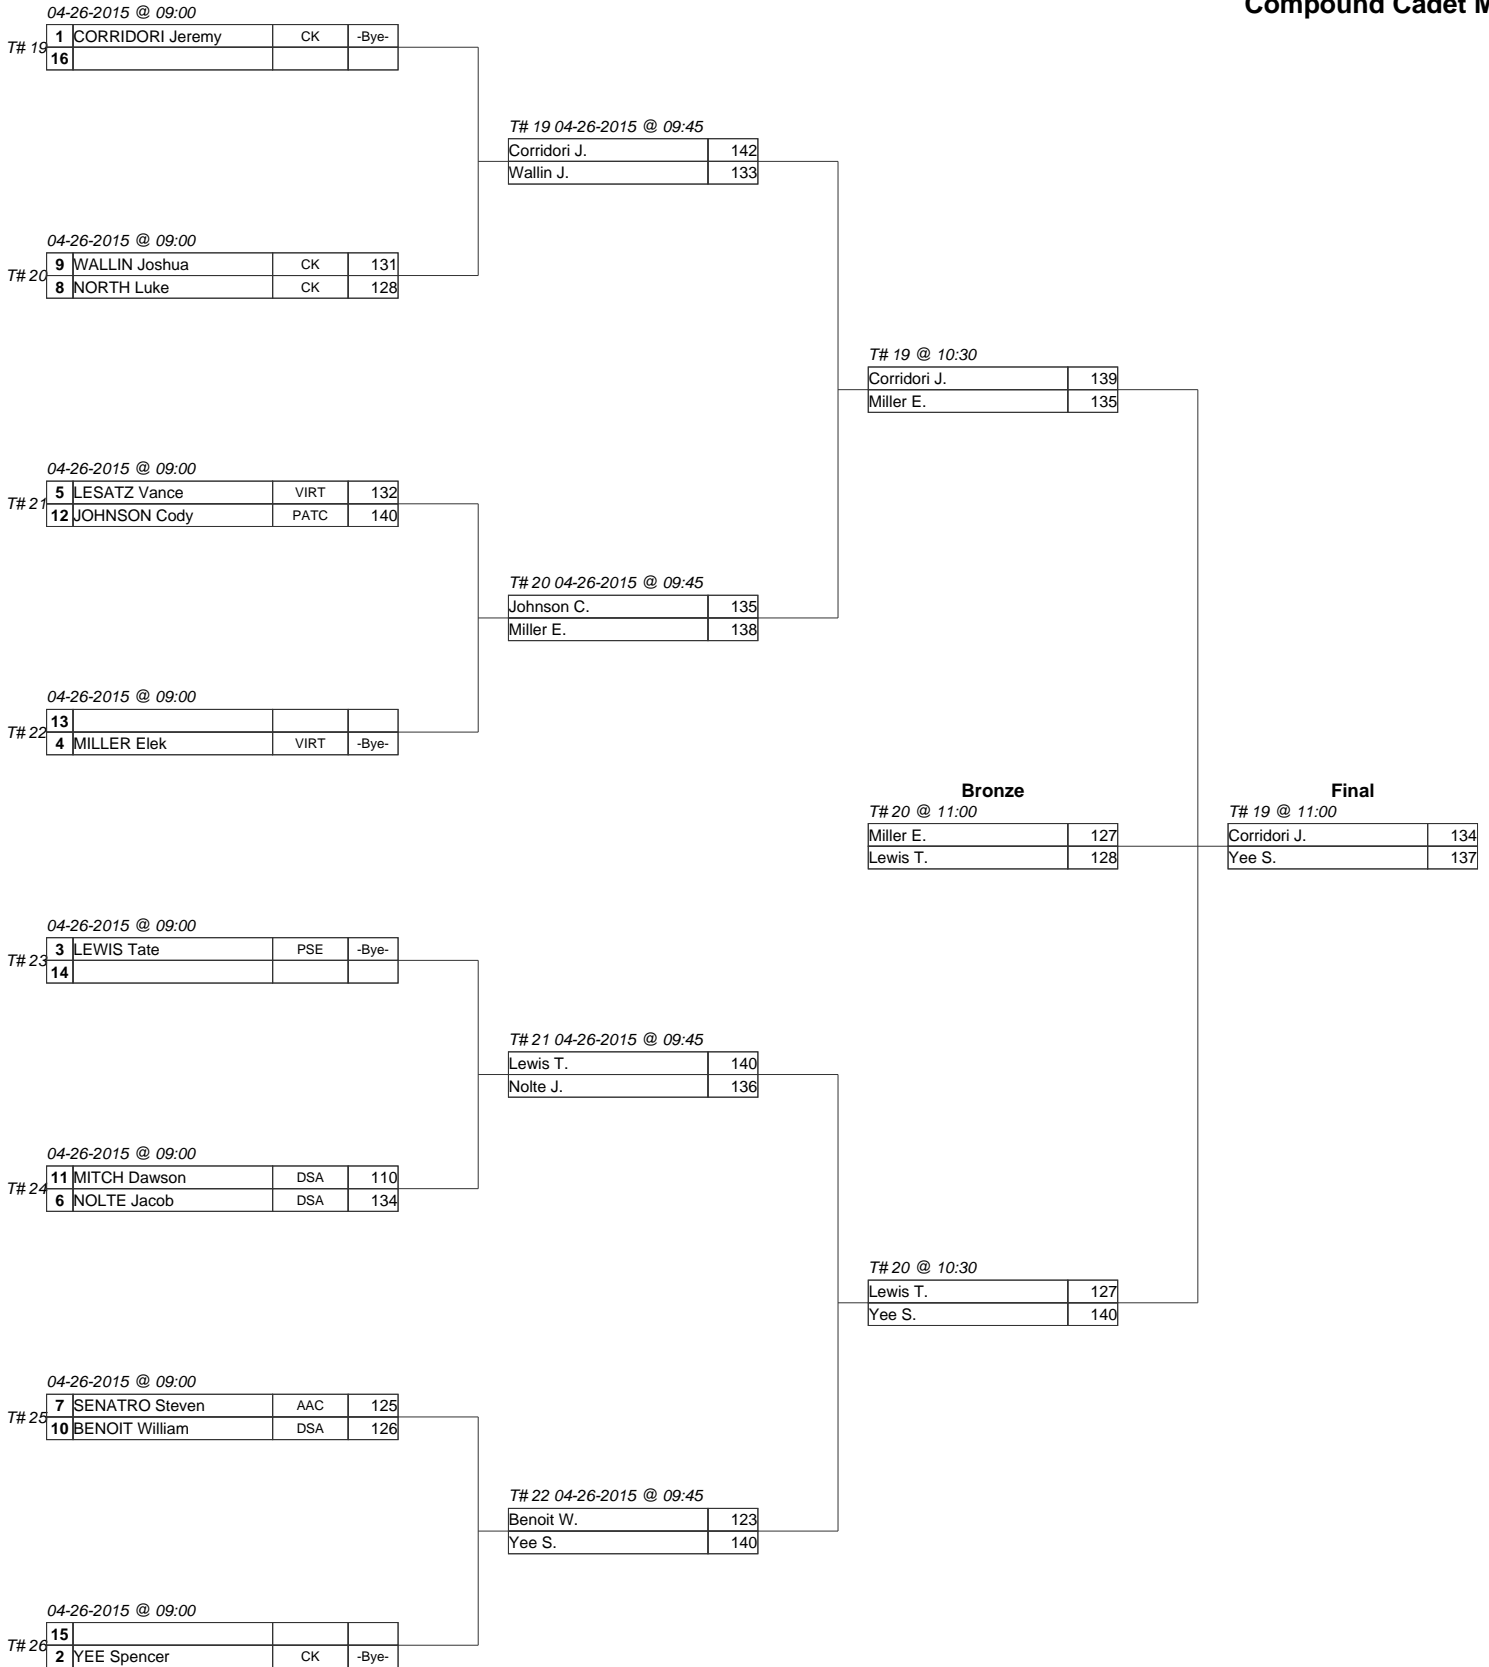 Compound Cadet M
04-26-2015 @ 09:00
T# 19
1 CORRIDORI Jeremy CK -Bye-
16
T# 19 04-26-2015 @ 09:45
Corridori J. 142
Wallin J. 133
04-26-2015 @ 09:00
T# 20
9 WALLIN Joshua CK 131
8 NORTH Luke CK 128
T# 19 @ 10:30
Corridori J. 139
Miller E. 135
04-26-2015 @ 09:00
T# 21
5 LESATZ Vance VIRT 132
12 JOHNSON Cody PATC 140
T# 20 04-26-2015 @ 09:45
Johnson C. 135
Miller E. 138
04-26-2015 @ 09:00
T# 22
13
4 MILLER Elek VIRT -Bye-
Bronze
T# 20 @ 11:00
Miller E. 127
Lewis T. 128
Final
T# 19 @ 11:00
Corridori J. 134
Yee S. 137
04-26-2015 @ 09:00
T# 23
3 LEWIS Tate PSE -Bye-
14
T# 21 04-26-2015 @ 09:45
Lewis T. 140
Nolte J. 136
04-26-2015 @ 09:00
T# 24
11 MITCH Dawson DSA 110
6 NOLTE Jacob DSA 134
T# 20 @ 10:30
Lewis T. 127
Yee S. 140
04-26-2015 @ 09:00
T# 25
7 SENATRO Steven AAC 125
10 BENOIT William DSA 126
T# 22 04-26-2015 @ 09:45
Benoit W. 123
Yee S. 140
04-26-2015 @ 09:00
T# 26
15
2 YEE Spencer CK -Bye-